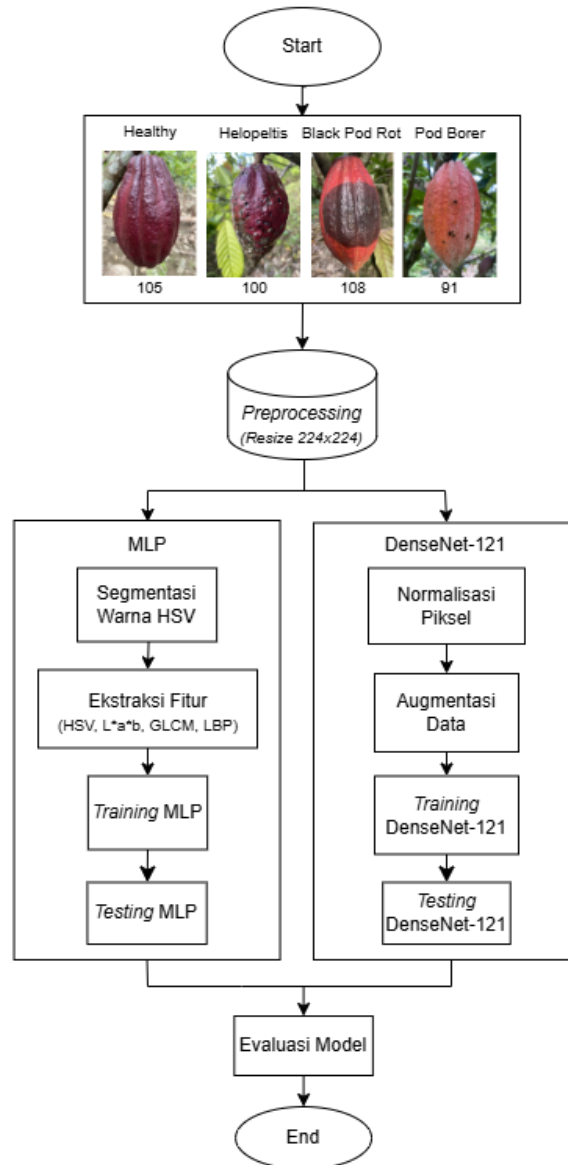 Start
Healthy Helopeltis Black Pod Rot Pod Borer
105 100 108 91
Preprocessing
(Resize 224x224)
MLP
Segmentasi
Warna HSV
Ekstraksi Fitur
(HSV, L*a*b, GLCM, LBP)
Training MLP
Testing MLP
DenseNet-121
Normalisasi
Piksel
Augmentasi
Data
Training
DenseNet-121
Testing
DenseNet-121
Evaluasi Model
End